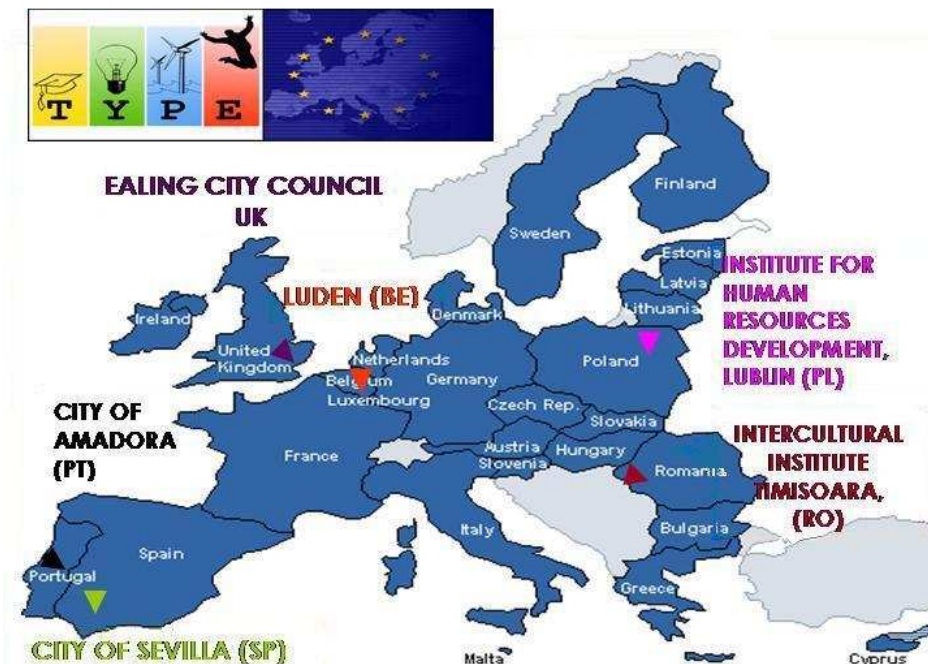 T Y P E
EALING CITY COUNCIL
UK
Finland
Sweden
Estonia
Latvia
Lithuania
INSTITUTE FOR
HUMAN
RESOURCES
DEVELOPMENT,
LUBLIN (PL)
LUDEN (BE)
Denmark
Ireland
United
Kingdom
Netherlands
Belgium
Luxembourg
Germany
Poland
Czech Rep.
Slovakia
CITY OF
AMADORA
(PT)
France
Austria
Slovenia
Hungary
Romania
INTERCULTURAL
INSTITUTE
TIMISOARA,
(RO)
Bulgaria
Italy
Spain
Portugal
Greece
CITY OF SEVILLA (SP)
Malta
Cyprus